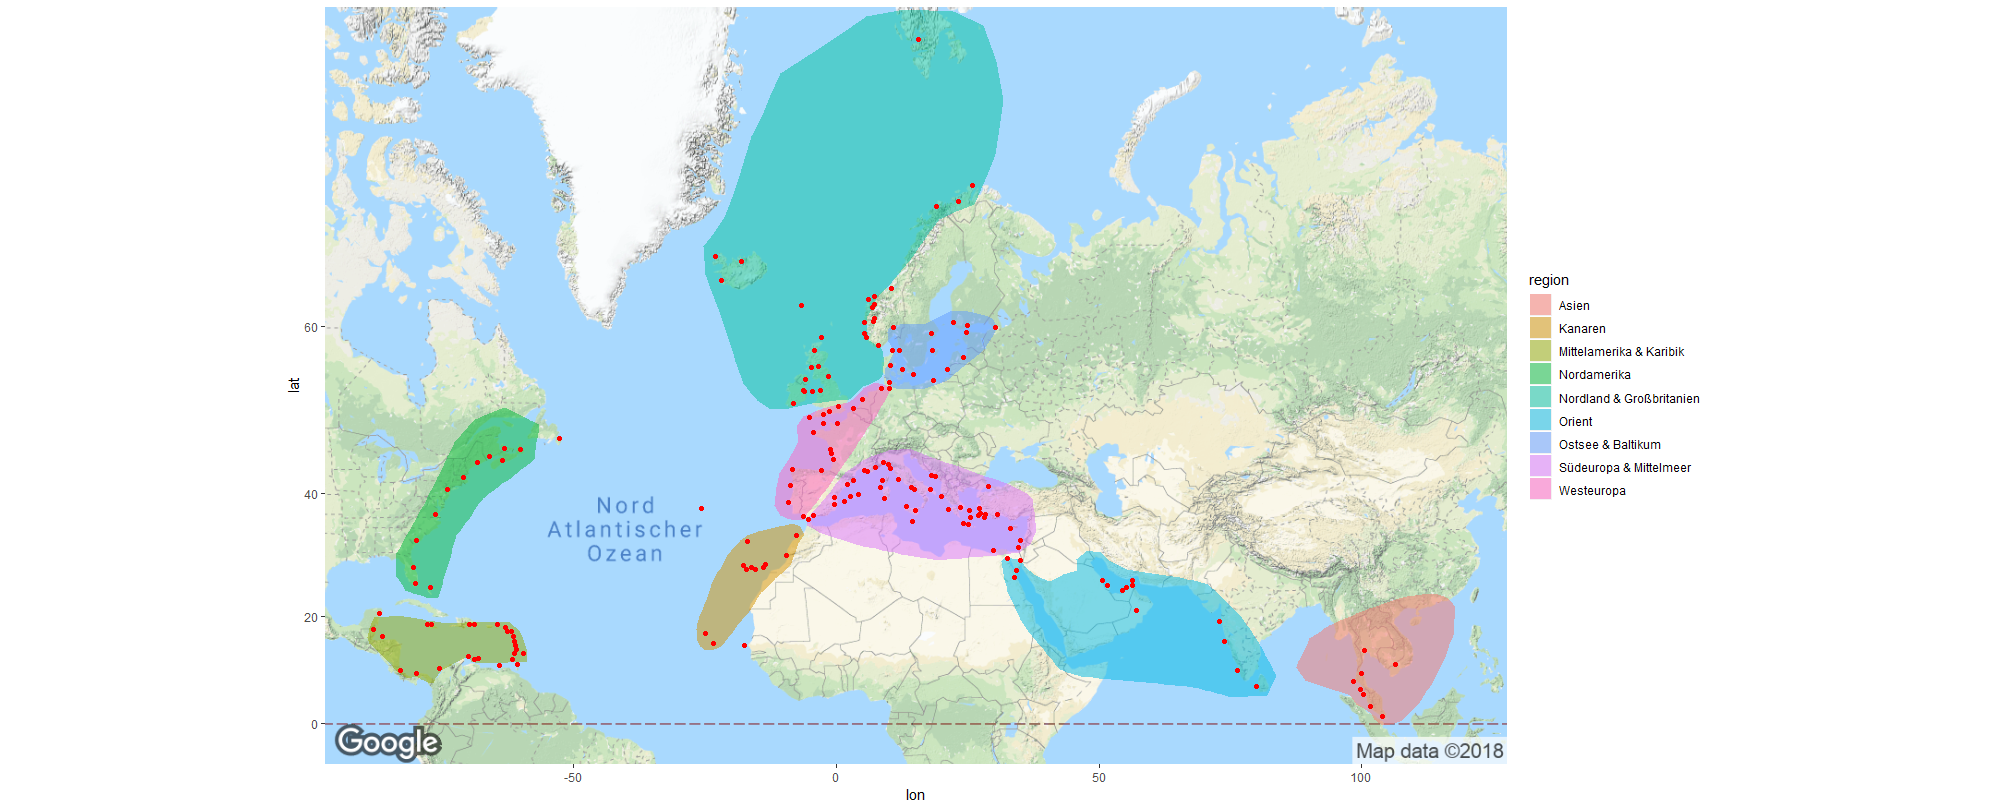 Nord
Atlantischer
Ozean
Google
Map data ©2018
lat
60
40
20
0
-50
0
50
100
lon
region
Asien
Kanaren
Mittelamerika & Karibik
Nordamerika
Nordland & Großbritanien
Orient
Ostsee & Baltikum
Südeuropa & Mittelmeer
Westeuropa